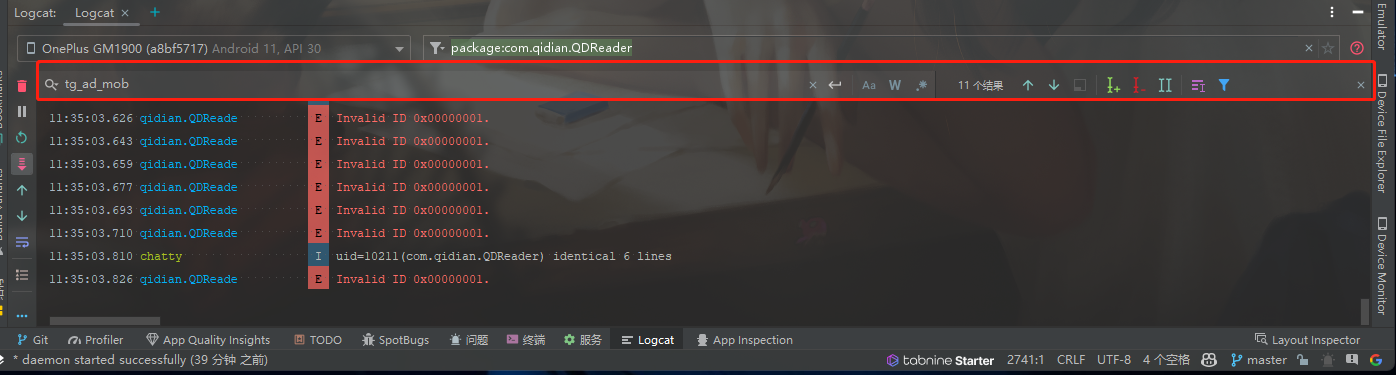 Logcat: Logcat
OnePlus GM1900 (a8bf5717) Android 11, API 30 package:com.qidian.QDReader
tg_ad_mob Aa W .* 11 个结果
11:35:03.626 qidian.QDReade E Invalid ID 0x00000001.
11:35:03.643 qidian.QDReade E Invalid ID 0x00000001.
11:35:03.659 qidian.QDReade E Invalid ID 0x00000001.
11:35:03.677 qidian.QDReade E Invalid ID 0x00000001.
11:35:03.693 qidian.QDReade E Invalid ID 0x00000001.
11:35:03.710 qidian.QDReade E Invalid ID 0x00000001.
11:35:03.810 chatty I uid=10211(com.qidian.QDReader) identical 6 lines
11:35:03.826 qidian.QDReade E Invalid ID 0x00000001.
Emulator
Device File Explorer
Device Monitor
Git Profiler App Quality Insights TODO SpotBugs 问题 终端 服务 Logcat App Inspection Layout Inspector
* daemon started successfully (39 分钟 之前) tabnine Starter 2741:1 CRLF UTF-8 4 个空格 master